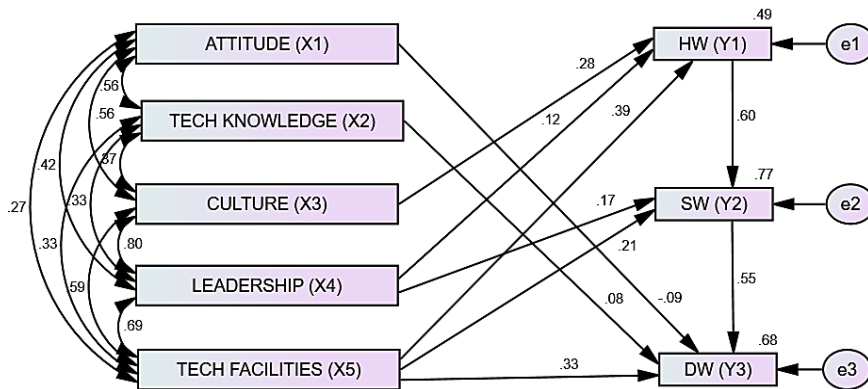 .49
ATTITUDE (X1)
HW (Y1)
e1
.28
.56
.56
.39
.12
.60
TECH KNOWLEDGE (X2)
.37
.42
.77
.33
.27
CULTURE (X3)
.17
SW (Y2)
e2
.33
.80
.21
.59
LEADERSHIP (X4)
.55
.08
-.09
.69
.68
TECH FACILITIES (X5)
.33
DW (Y3)
e3